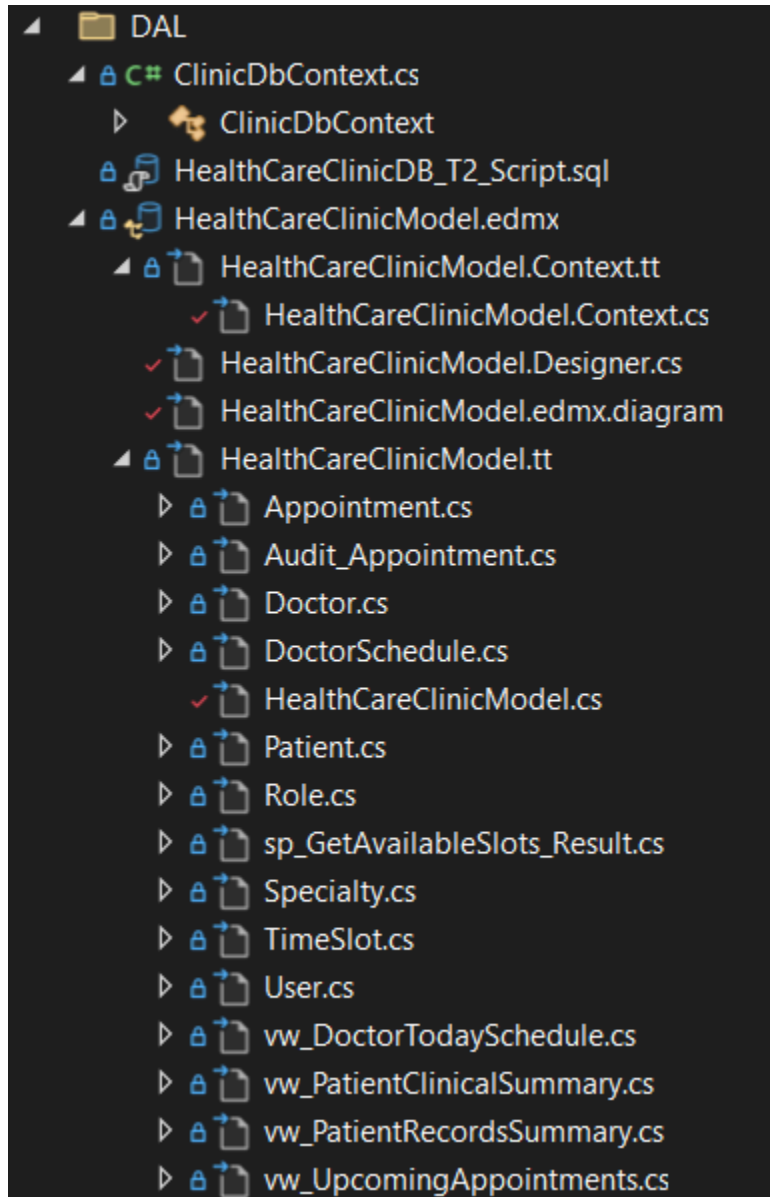 DAL
C# ClinicDbContext.cs
ClinicDbContext
HealthCareClinicDB_T2_Script.sql
HealthCareClinicModel.edmx
HealthCareClinicModel.Context.tt
HealthCareClinicModel.Context.cs
HealthCareClinicModel.Designer.cs
HealthCareClinicModel.edmx.diagram
HealthCareClinicModel.tt
Appointment.cs
Audit_Appointment.cs
Doctor.cs
DoctorSchedule.cs
HealthCareClinicModel.cs
Patient.cs
Role.cs
sp_GetAvailableSlots_Result.cs
Specialty.cs
TimeSlot.cs
User.cs
vw_DoctorTodaySchedule.cs
vw_PatientClinicalSummary.cs
vw_PatientRecordsSummary.cs
vw_UpcomingAppointments.cs